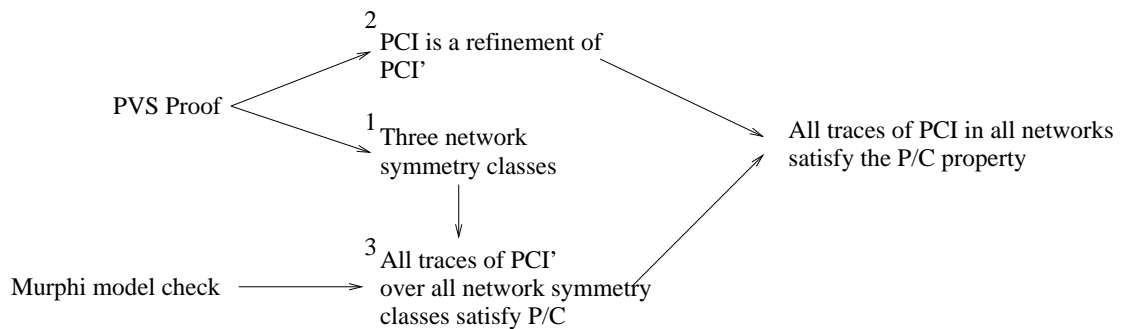 2
PCI is a refinement of
PCI’
PVS Proof
1
Three network
symmetry classes
All traces of PCI in all networks
satisfy the P/C property
3
All traces of PCI’
over all network symmetry
classes satisfy P/C
Murphi model check